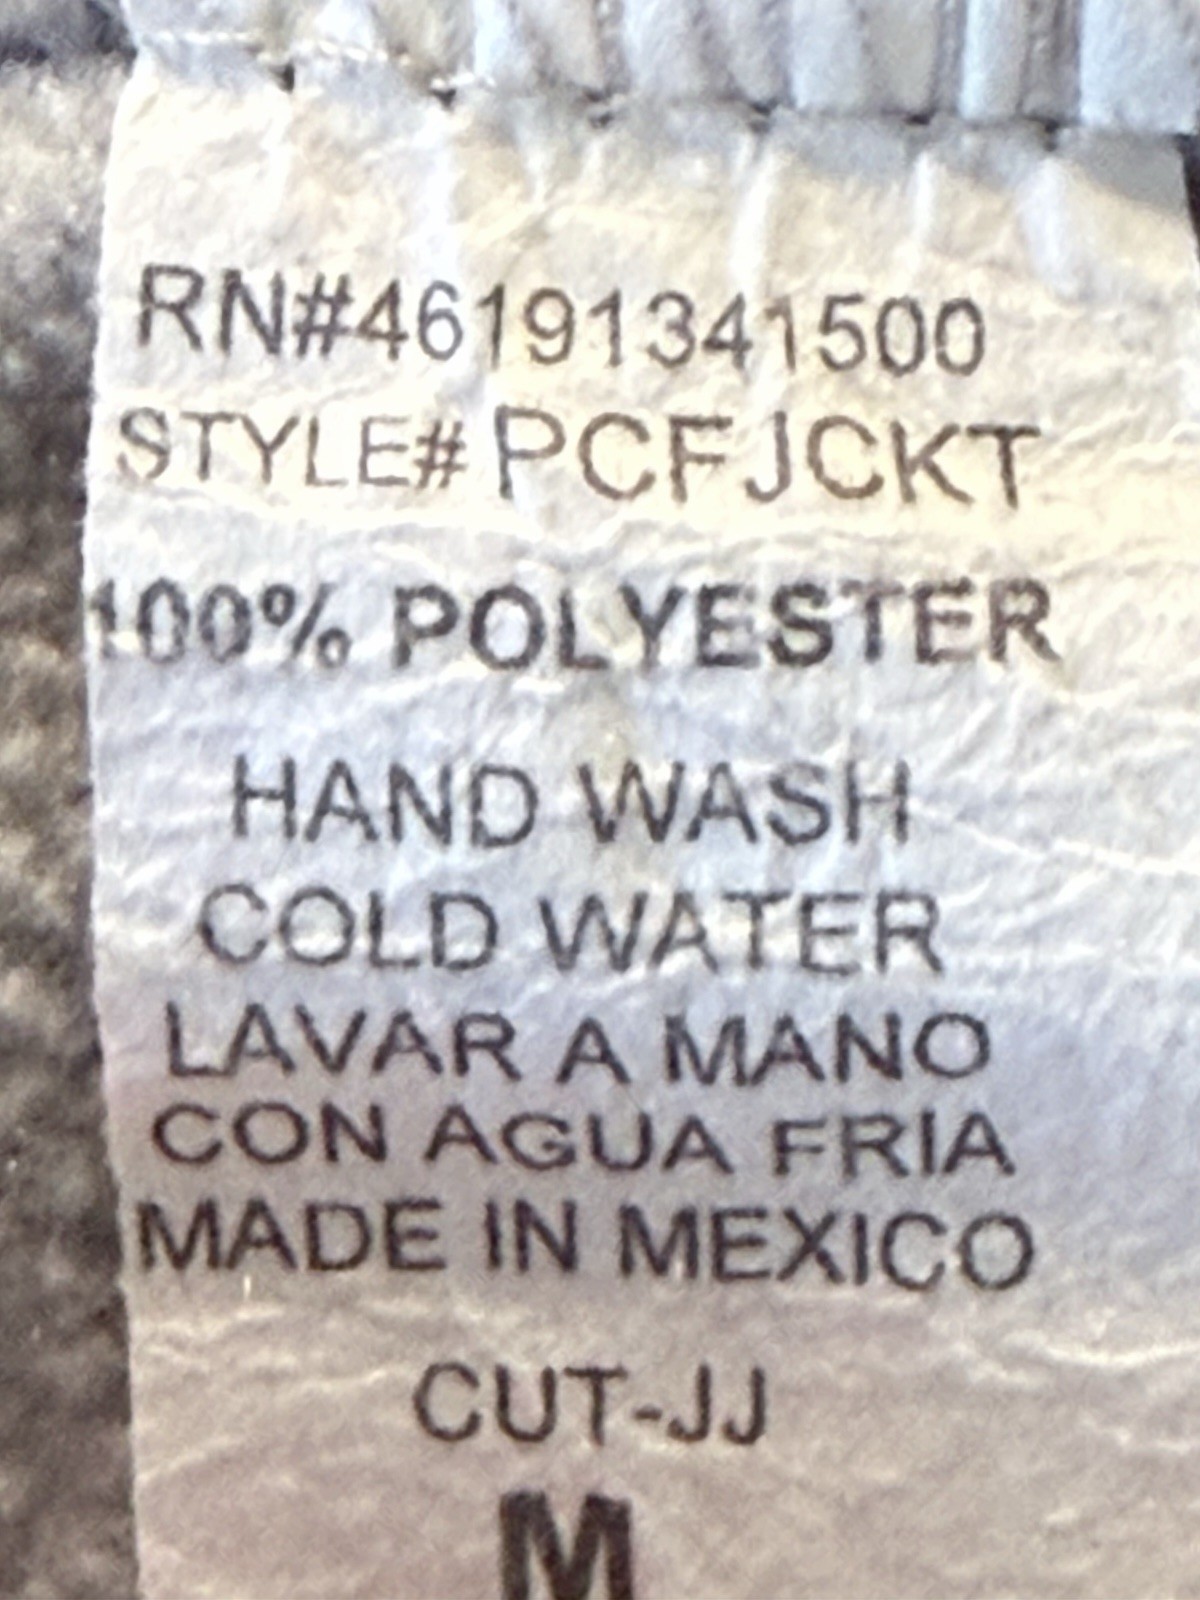 RN#46191341500
STYLE# PCFJCKT
100% POLYESTER
HAND WASH
COLD WATER
LAVAR A MANO
CON AGUA FRIA
MADE IN MEXICO
CUT-JJ
M